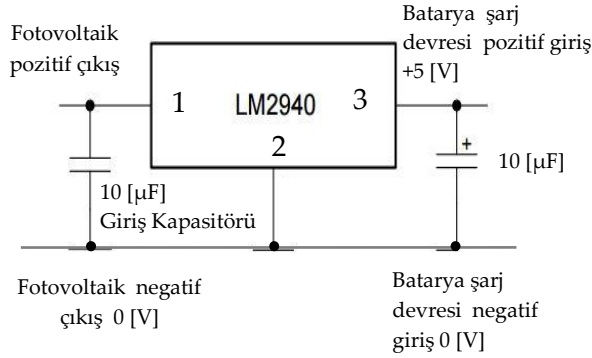 Fotovoltaik
pozitif çıkış
Batarya şarj
devresi pozitif giriş
+5 [V]
1
LM2940
3
2
+
10 [µF]
10 [µF]
Giriş Kapasitörü
Fotovoltaik negatif
çıkış 0 [V]
Batarya şarj
devresi negatif
giriş 0 [V]